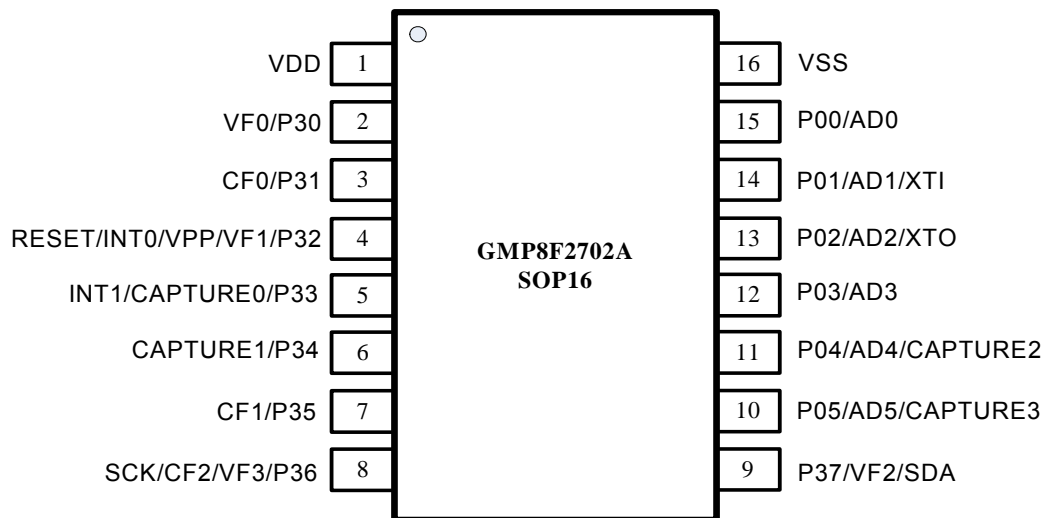 VDD 1 16 VSS
VF0/P30 2 15 P00/AD0
CF0/P31 3 14 P01/AD1/XTI
RESET/INT0/VPP/VF1/P32 4 13 P02/AD2/XTO
GMP8F2702A
SOP16
INT1/CAPTURE0/P33 5 12 P03/AD3
CAPTURE1/P34 6 11 P04/AD4/CAPTURE2
CF1/P35 7 10 P05/AD5/CAPTURE3
SCK/CF2/VF3/P36 8 9 P37/VF2/SDA